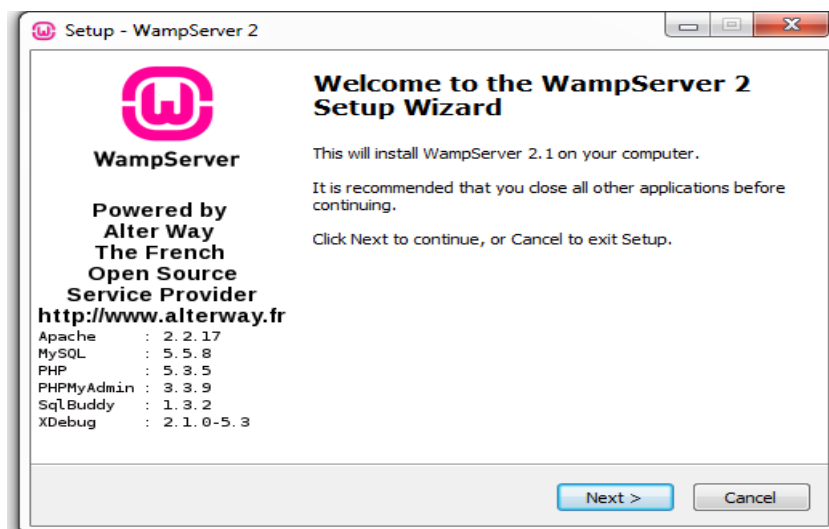 Setup - WampServer 2
WampServer
Powered by
Alter Way
The French
Open Source
Service Provider
http://www.alterway.fr
Apache : 2.2.17
MySQL : 5.5.8
PHP : 5.3.5
PHPMyAdmin : 3.3.9
SqlBuddy : 1.3.2
XDebug : 2.1.0-5.3
Welcome to the WampServer 2
Setup Wizard
This will install WampServer 2.1 on your computer.
It is recommended that you close all other applications before
continuing.
Click Next to continue, or Cancel to exit Setup.
Next >
Cancel